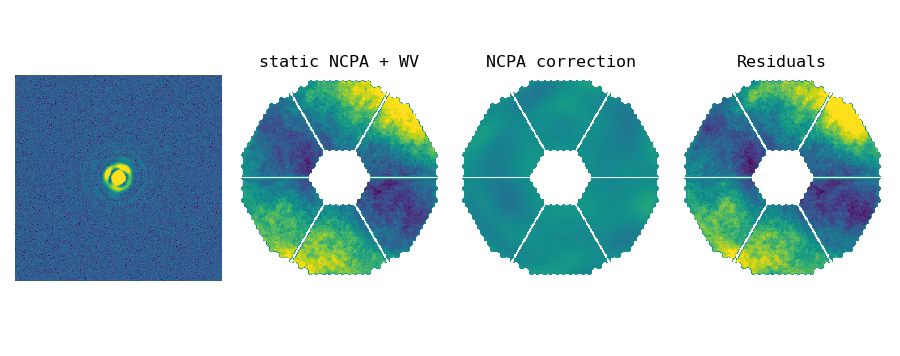 static NCPA + WV
NCPA correction
Residuals